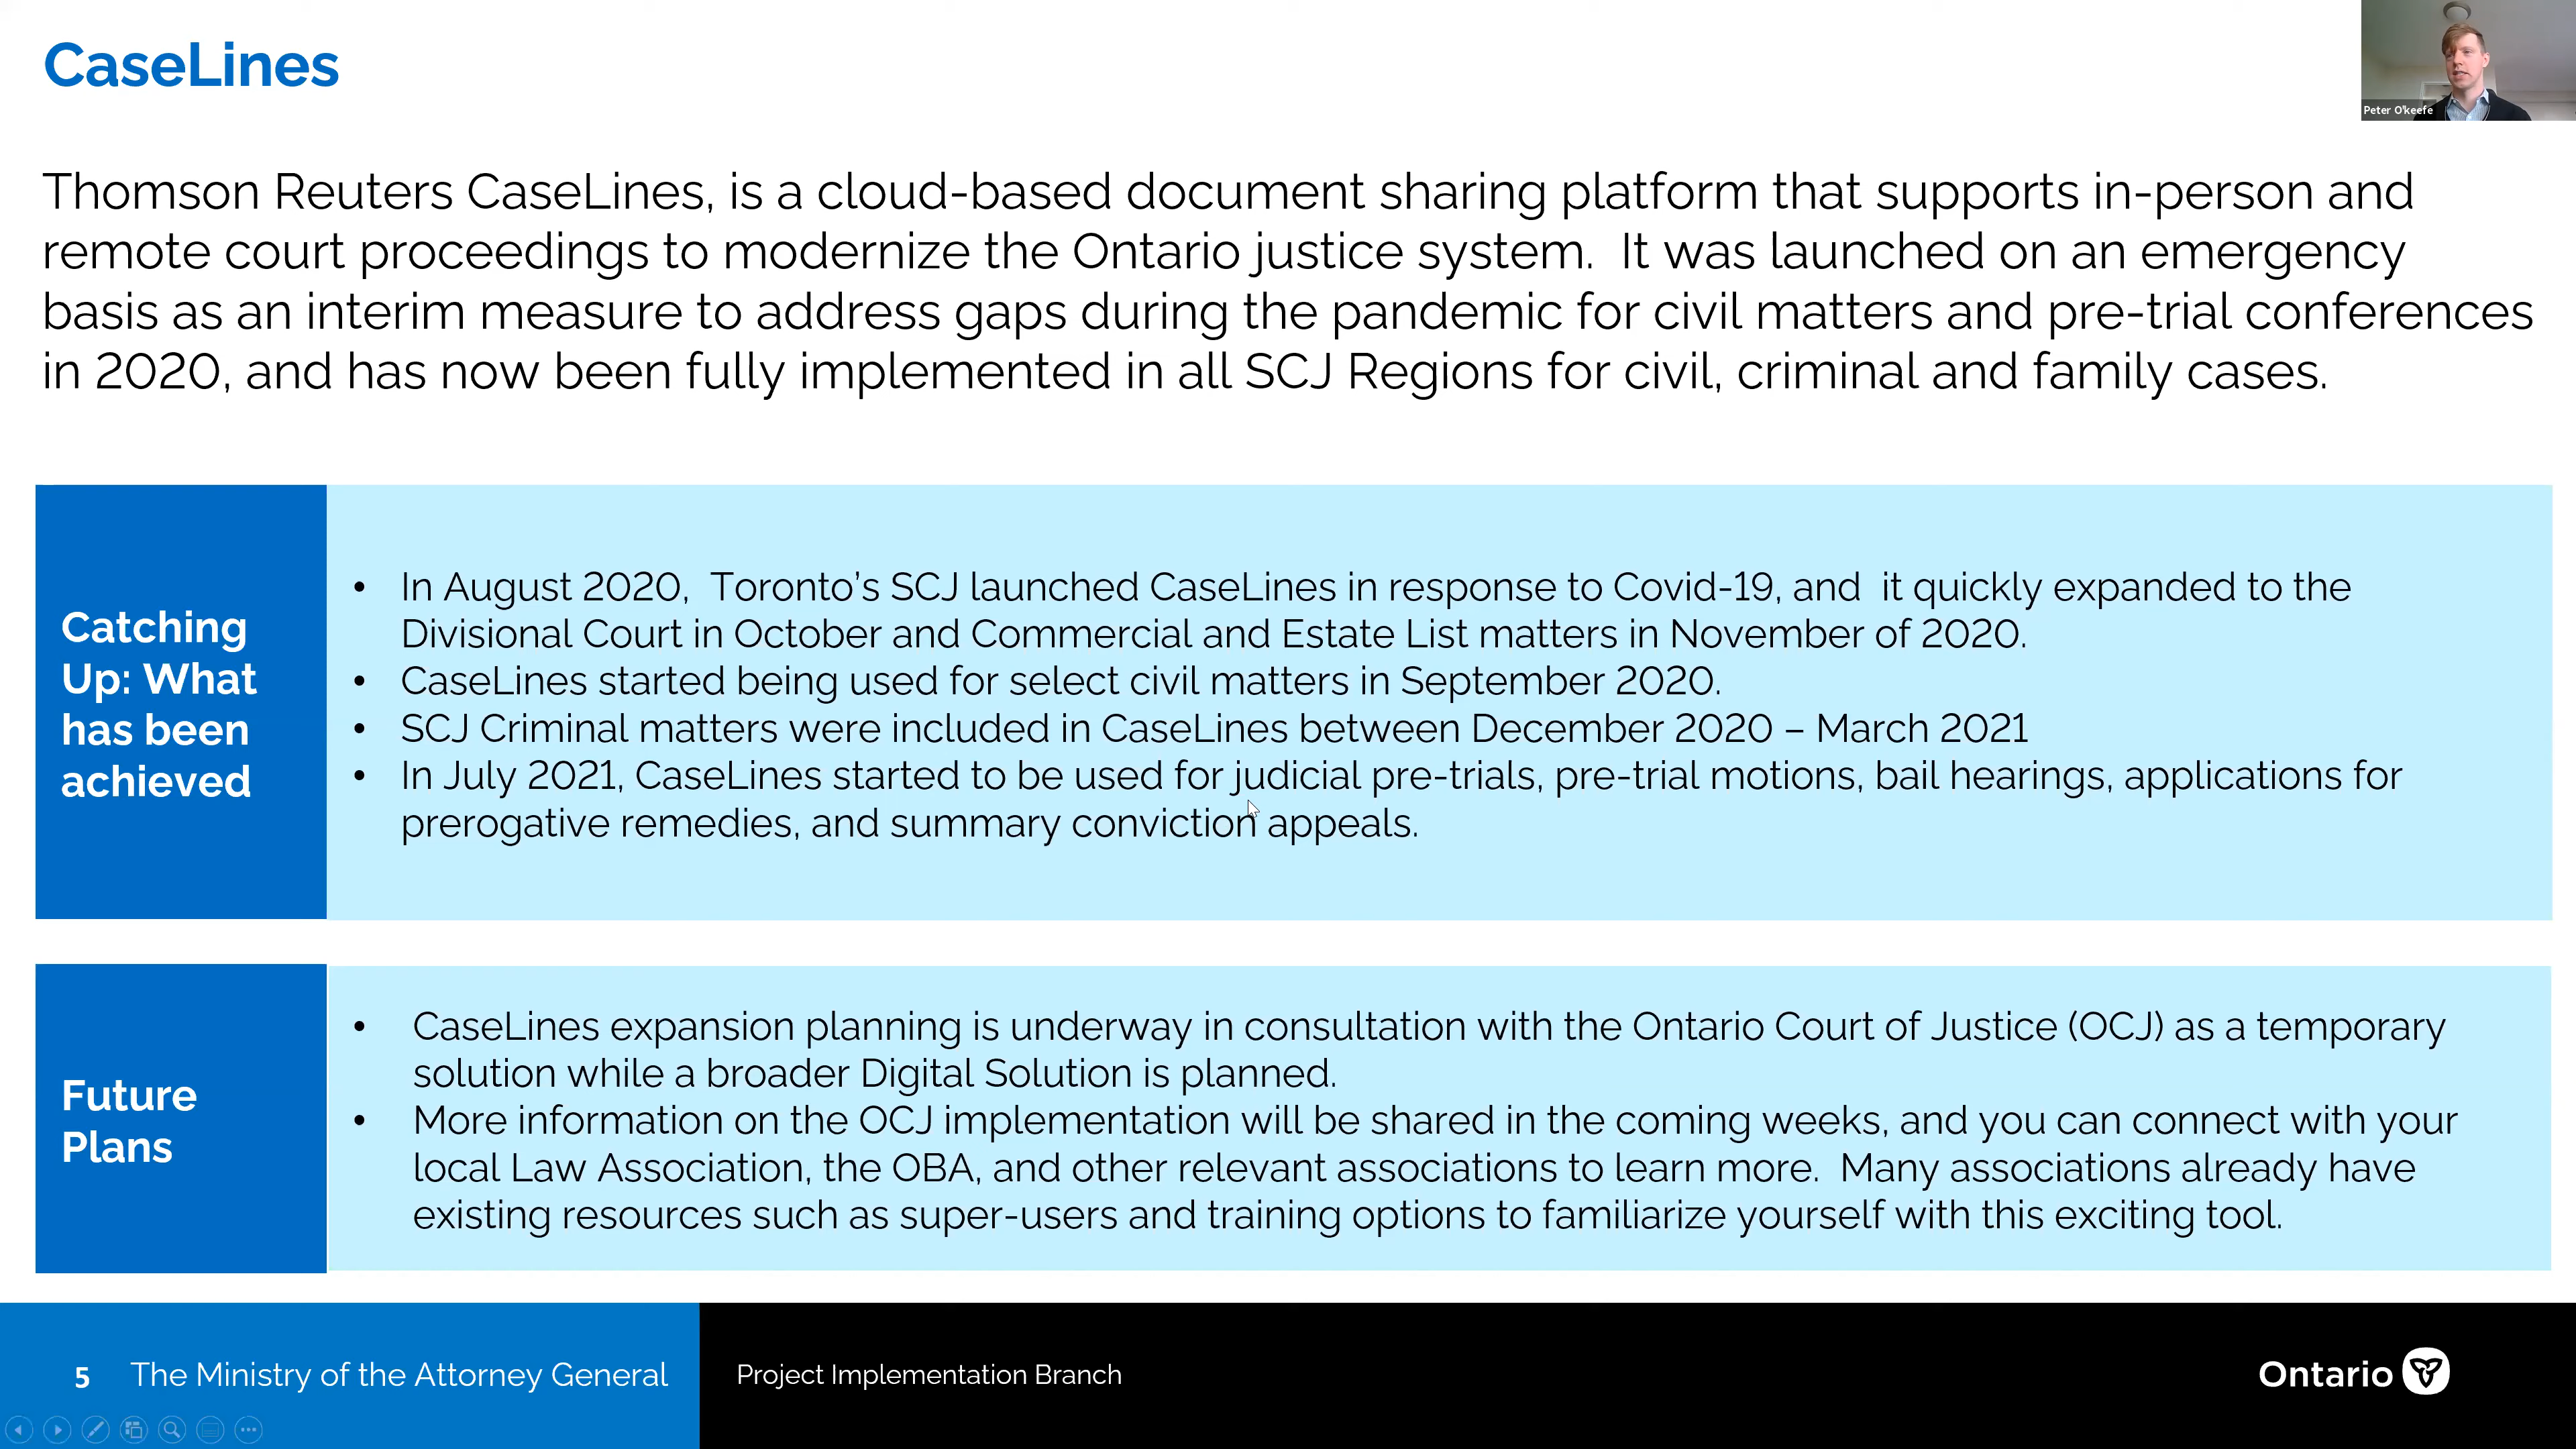 CaseLines
Peter O'keefe
Thomson Reuters CaseLines, is a cloud-based document sharing platform that supports in-person and
remote court proceedings to modernize the Ontario justice system.  It was launched on an emergency
basis as an interim measure to address gaps during the pandemic for civil matters and pre-trial conferences
in 2020, and has now been fully implemented in all SCJ Regions for civil, criminal and family cases.
Catching
Up: What
has been
achieved
• In August 2020,  Toronto’s SCJ launched CaseLines in response to Covid-19, and  it quickly expanded to the
Divisional Court in October and Commercial and Estate List matters in November of 2020.
• CaseLines started being used for select civil matters in September 2020.
• SCJ Criminal matters were included in CaseLines between December 2020 – March 2021
• In July 2021, CaseLines started to be used for judicial pre-trials, pre-trial motions, bail hearings, applications for
prerogative remedies, and summary conviction appeals.
Future
Plans
• CaseLines expansion planning is underway in consultation with the Ontario Court of Justice (OCJ) as a temporary
solution while a broader Digital Solution is planned.
• More information on the OCJ implementation will be shared in the coming weeks, and you can connect with your
local Law Association, the OBA, and other relevant associations to learn more.  Many associations already have
existing resources such as super-users and training options to familiarize yourself with this exciting tool.
5 The Ministry of the Attorney General
Project Implementation Branch
Ontario